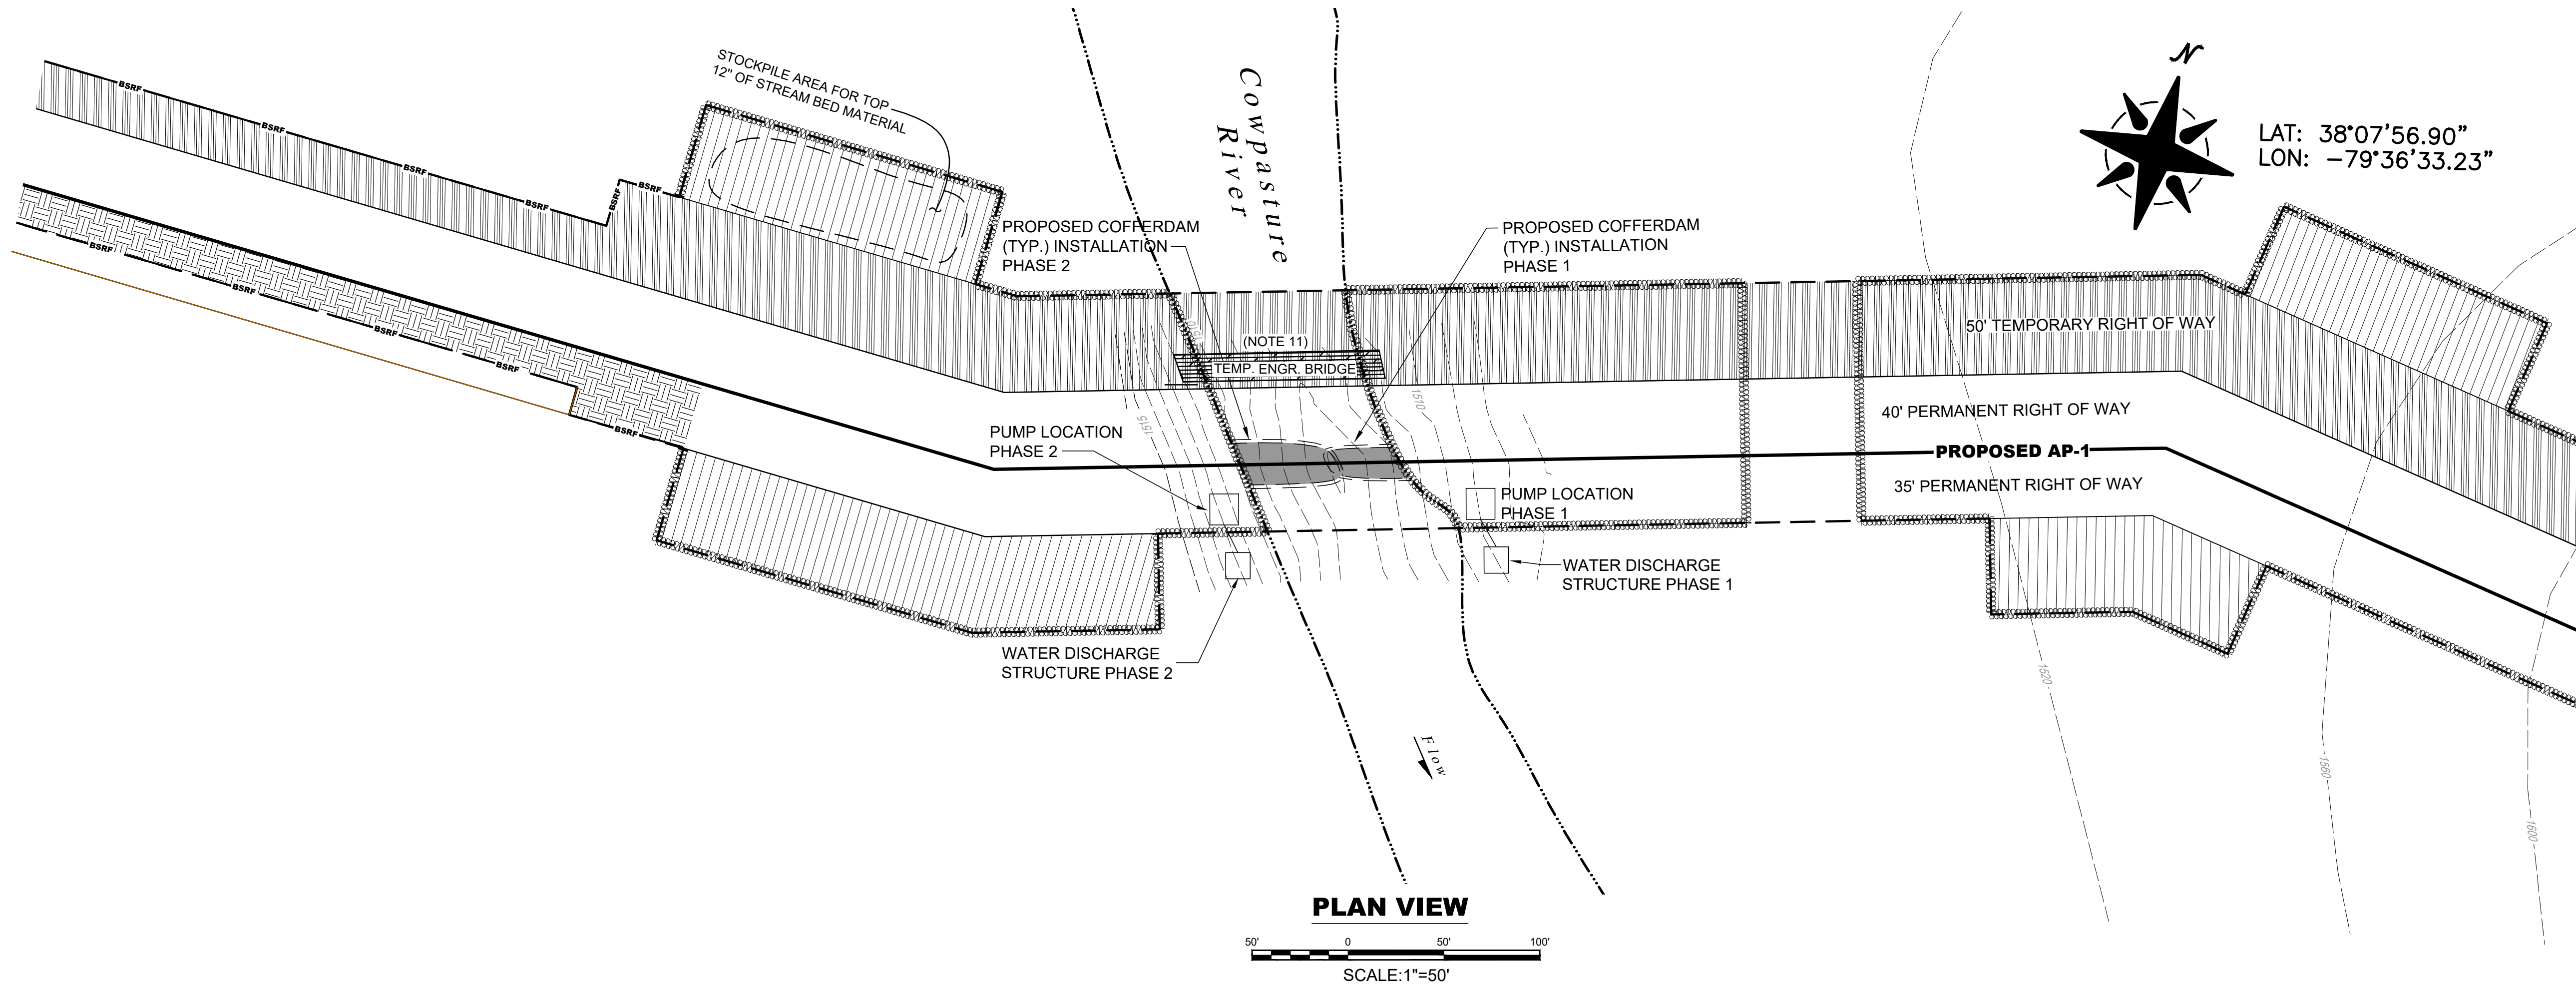 STOCKPILE AREA FOR TOP
12" OF STREAM BED MATERIAL
Cowpasture
River
N
LAT: 38°07'56.90"
LON: -79°36'33.23"
BSRF
BSRF
BSRF
BSRF
BSRF
BSRF
BSRF
BSRF
BSRF
BSRF
BSRF
PROPOSED COFFERDAM
(TYP.) INSTALLATION
PHASE 2
PROPOSED COFFERDAM
(TYP.) INSTALLATION
PHASE 1
1510
(NOTE 11)
TEMP. ENGR. BRIDGE
50' TEMPORARY RIGHT OF WAY
1515
1510
40' PERMANENT RIGHT OF WAY
PUMP LOCATION
PHASE 2
PROPOSED AP-1
35' PERMANENT RIGHT OF WAY
PUMP LOCATION
PHASE 1
WATER DISCHARGE
STRUCTURE PHASE 1
WATER DISCHARGE
STRUCTURE PHASE 2
1520
Flow
1560
1600
PLAN VIEW
50' 0 50' 100'
SCALE:1"=50'